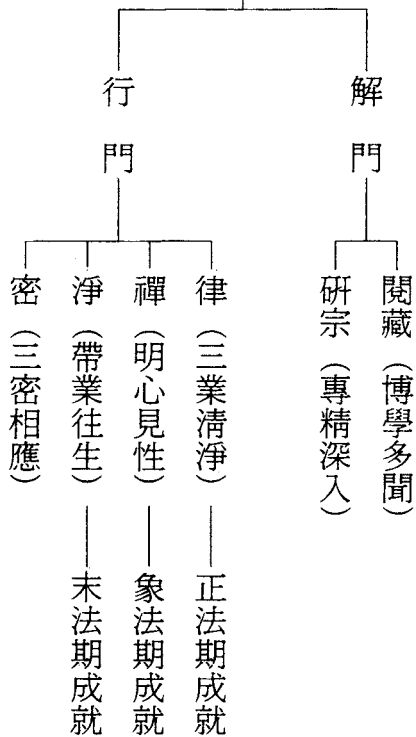 解門
閱藏（博學多聞）
研宗（專精深入）
行門
律（三業清淨）正法期成就
禪（明心見性）象法期成就
淨（帶業往生）末法期成就
密（三密相應）